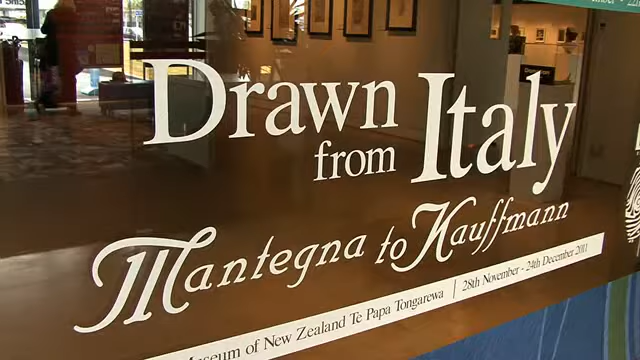 Drawn
from Italy
Mantegna to Kauffmann
Museum of New Zealand Te Papa Tongarewa | 28th November - 24th December 2011